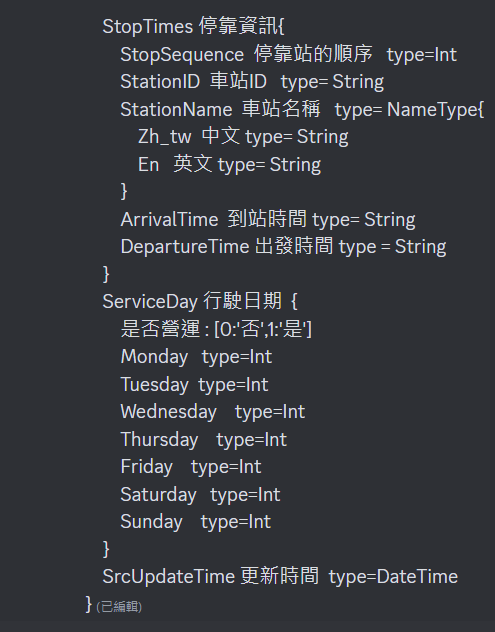 StopTimes 停靠資訊{
StopSequence 停靠站的順序 type=Int
StationID 車站ID type= String
StationName 車站名稱 type= NameType{
Zh_tw 中文 type= String
En 英文 type= String
}
ArrivalTime 到站時間 type= String
DepartureTime 出發時間 type = String
}
ServiceDay 行駛日期 {
是否營運 : [0:'否',1:'是']
Monday type=Int
Tuesday type=Int
Wednesday type=Int
Thursday type=Int
Friday type=Int
Saturday type=Int
Sunday type=Int
}
SrcUpdateTime 更新時間 type=DateTime
} (已編輯)